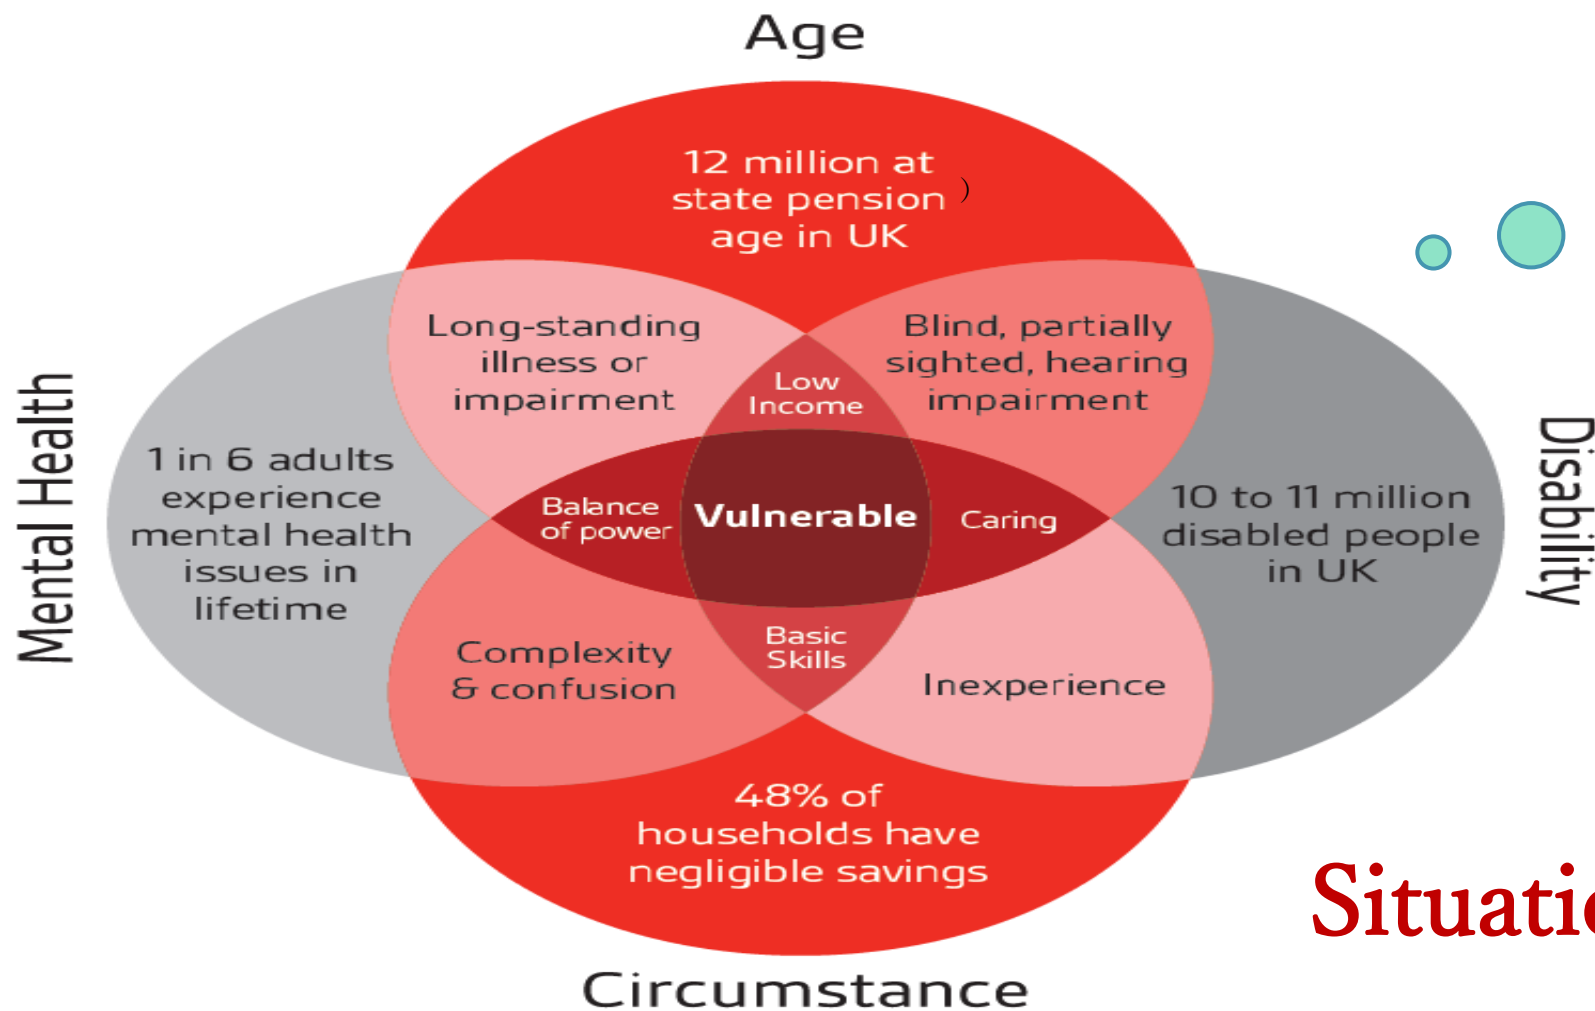 Age
12 million at
state pension )
age in UK
Long-standing
illness or
impairment
Blind, partially
sighted, hearing
impairment
Low
Income
Mental Health
1 in 6 adults
experience
mental health
issues in
lifetime
Balance
of power
Vulnerable
Caring
10 to 11 million
disabled people
in UK
Disability
Basic
Skills
Complexity
& confusion
Inexperience
48% of
households have
negligible savings
Circumstance